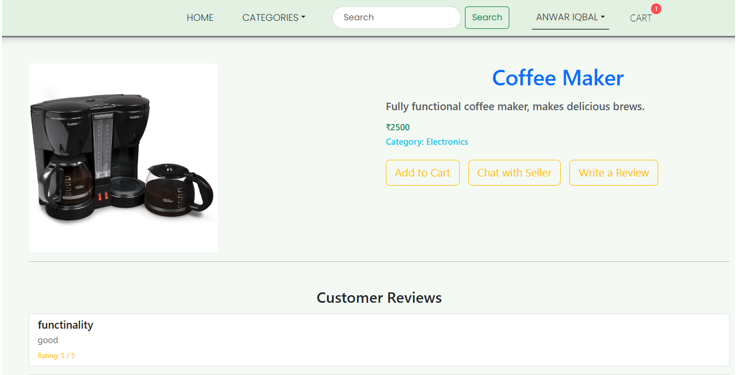 HOME CATEGORIES Search Search ANWAR IQBAL CART 1
Coffee Maker
Fully functional coffee maker, makes delicious brews.
₹2500
Category: Electronics
Add to Cart Chat with Seller Write a Review
Customer Reviews
functinality
good
Rating: 5 / 5